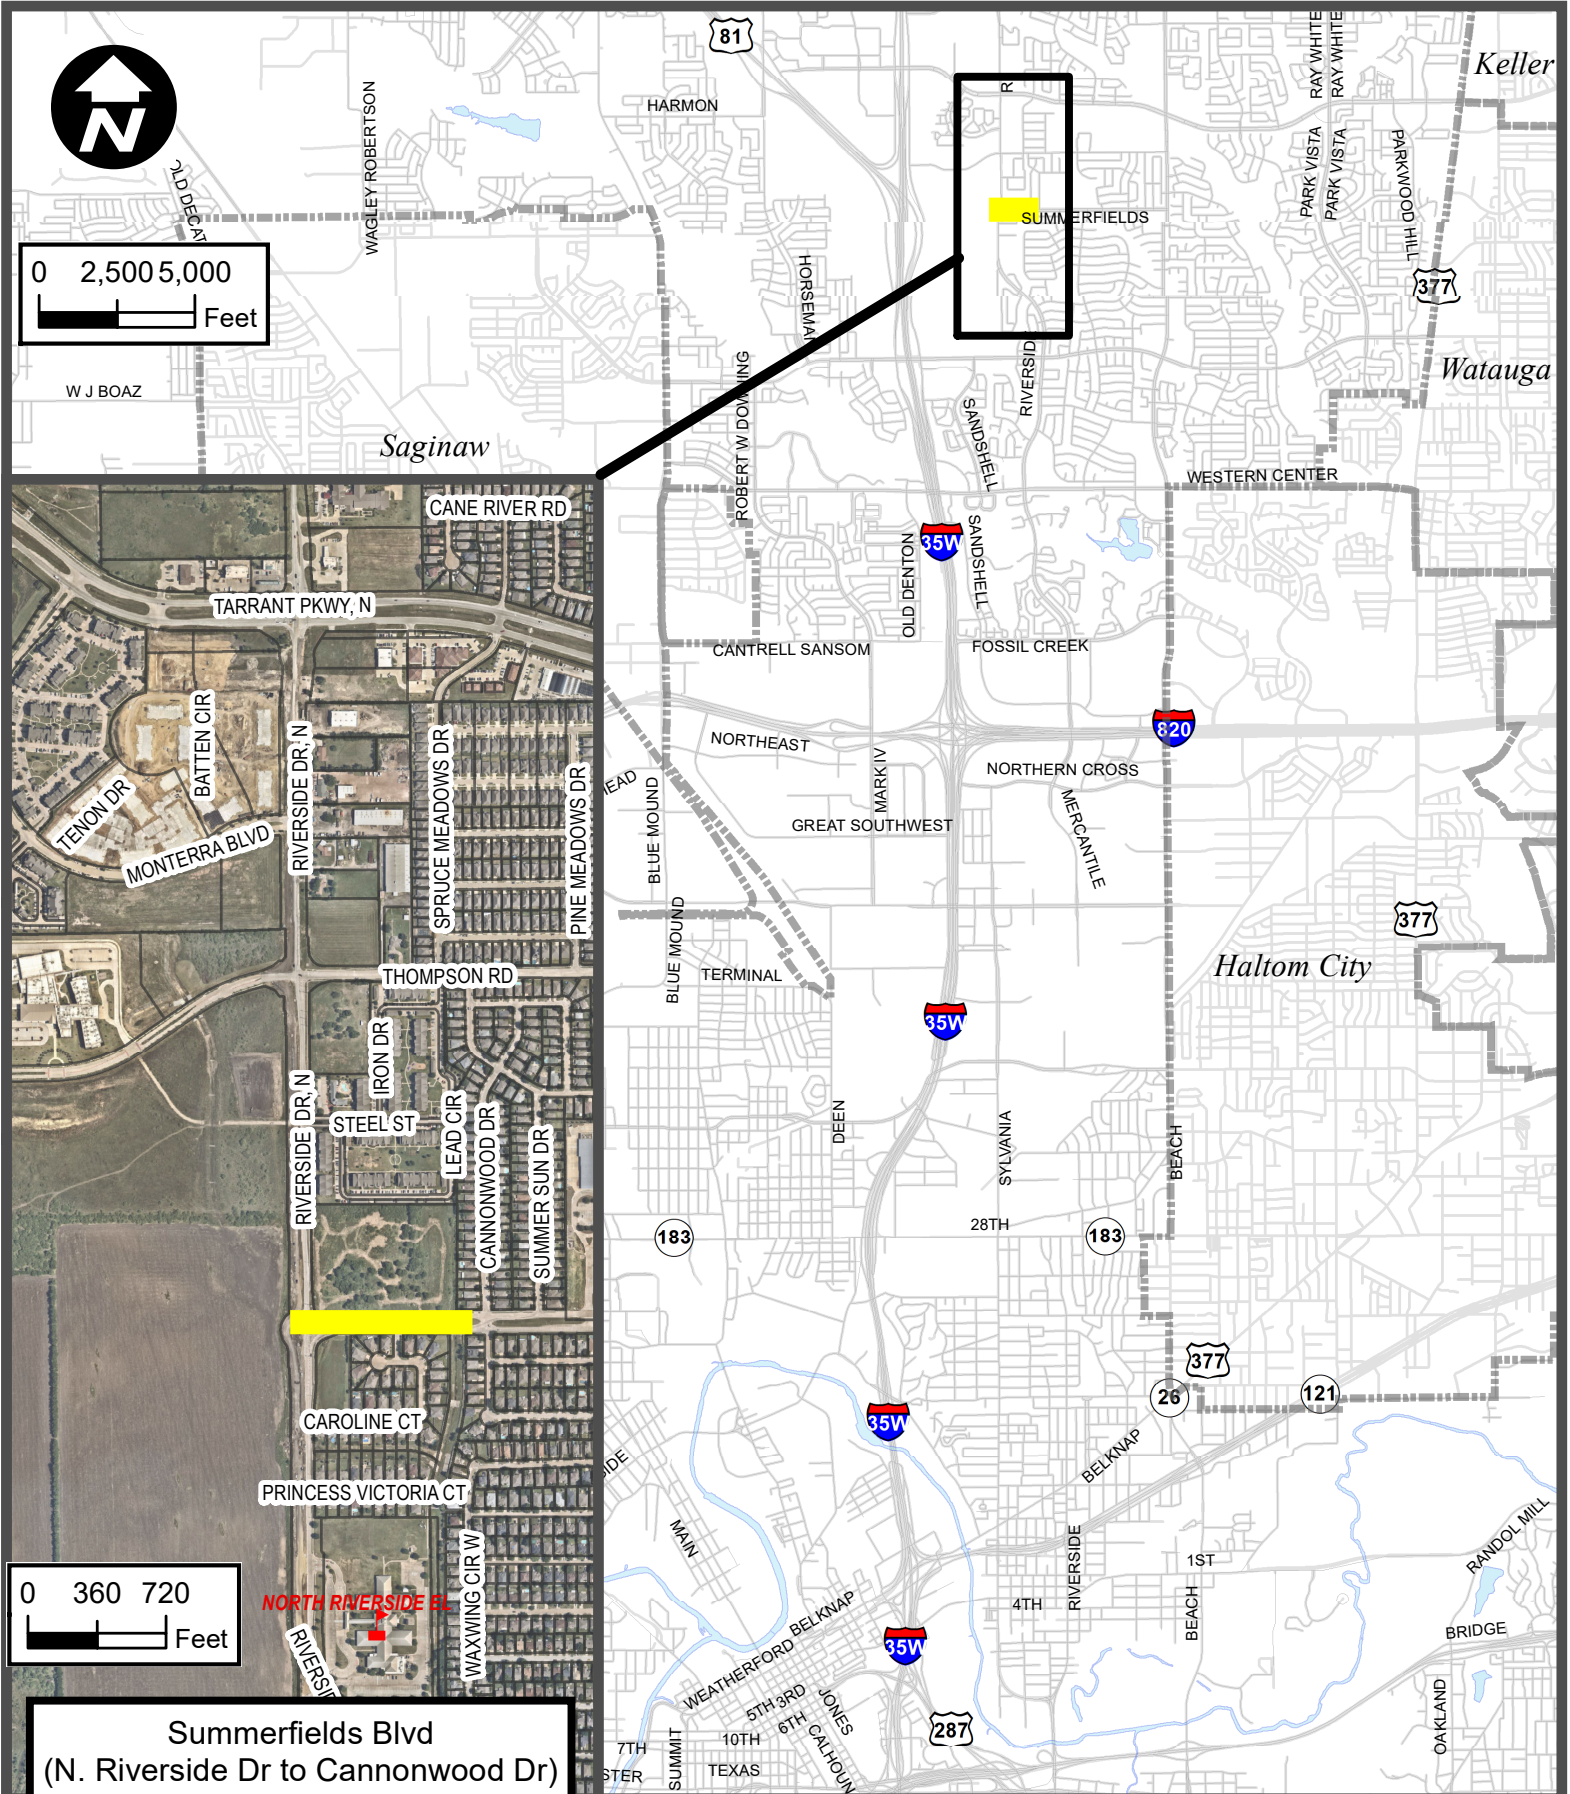 81
Keller
HARMON
WAGLEY ROBERTSON
RAY WHITE
RAY WHITE
N
R
PARK VISTA
PARK VISTA
PARKWOOD HILL
OLD DECAT
SUMMERFIELDS
0 2,500 5,000
Feet
HORSEMAN
377
W J BOAZ
ROBERT W DOWNING
RIVERSIDE
Watauga
Saginaw
SANDSHELL
WESTERN CENTER
CANE RIVER RD
35W
OLD DENTON
SANDSHELL
TARRANT PKWY, N
CANTRELL SANSOM
FOSSIL CREEK
BATTEN CIR
RIVERSIDE DR, N
SPRUCE MEADOWS DR
PINE MEADOWS DR
NORTHEAST
820
NORTHERN CROSS
MARK IV
HEAD
BLUE MOUND
MERCANTILE
TENON DR
MONTERRA BLVD
GREAT SOUTHWEST
377
BLUE MOUND
THOMPSON RD
TERMINAL
Haltom City
35W
IRON DR
RIVERSIDE DR, N
STEEL ST
LEAD CIR
CANNONWOOD DR
SUMMER SUN DR
DEEN
SYLVANIA
BEACH
183
28TH
183
377
26
121
35W
CAROLINE CT
PRINCESS VICTORIA CT
SIDE
BELKNAP
MAIN
RANDOL MILL
WAXWING CIR W
RIVERSIDE
1ST
0 360 720
Feet
NORTH RIVERSIDE EL
4TH
BEACH
BELKNAP
BRIDGE
35W
RIVERSID
WEATHERFORD
5TH
3RD
6TH
JONES
CALHOUN
287
OAKLAND
10TH
7TH
SUMMIT
TEXAS
STER
Summerfields Blvd
(N. Riverside Dr to Cannonwood Dr)